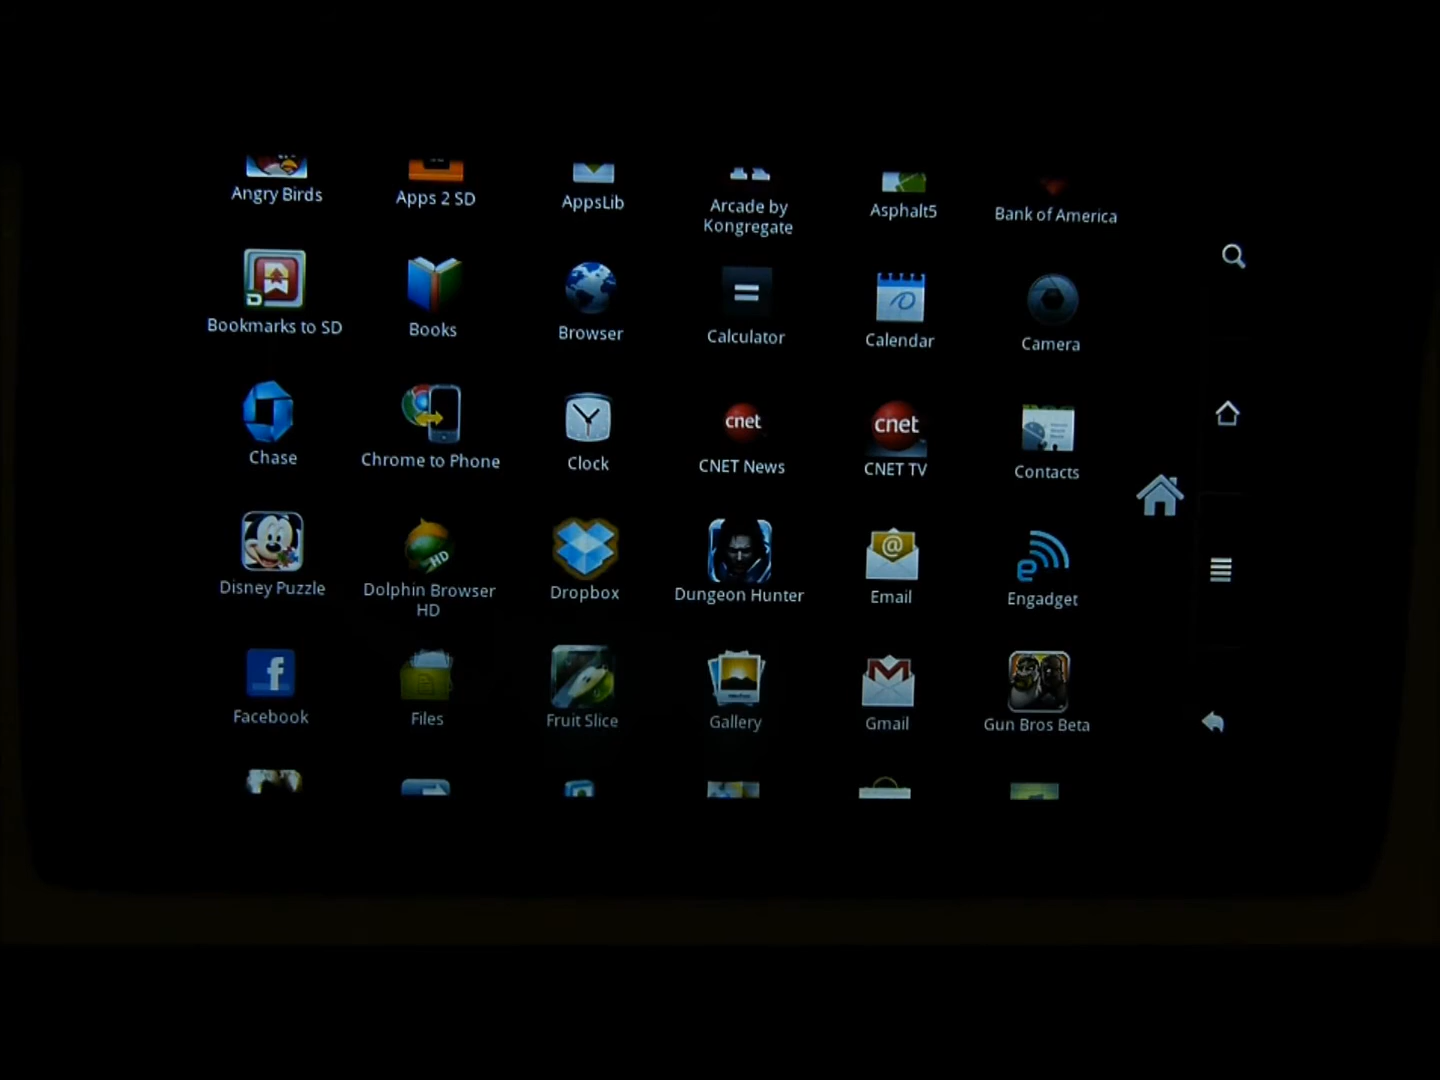 Angry Birds
Apps 2 SD
AppsLib
Arcade by
Kongregate
Asphalt5
Bank of America
Bookmarks to SD
Books
Browser
Calculator
Calendar
Camera
Chase
Chrome to Phone
Clock
cnet
CNET News
cnet
CNET TV
Contacts
Disney Puzzle
HD
Dolphin Browser
HD
Dropbox
Dungeon Hunter
@
Email
e
Engadget
f
Facebook
Files
Fruit Slice
Gallery
Gmail
Gun Bros Beta